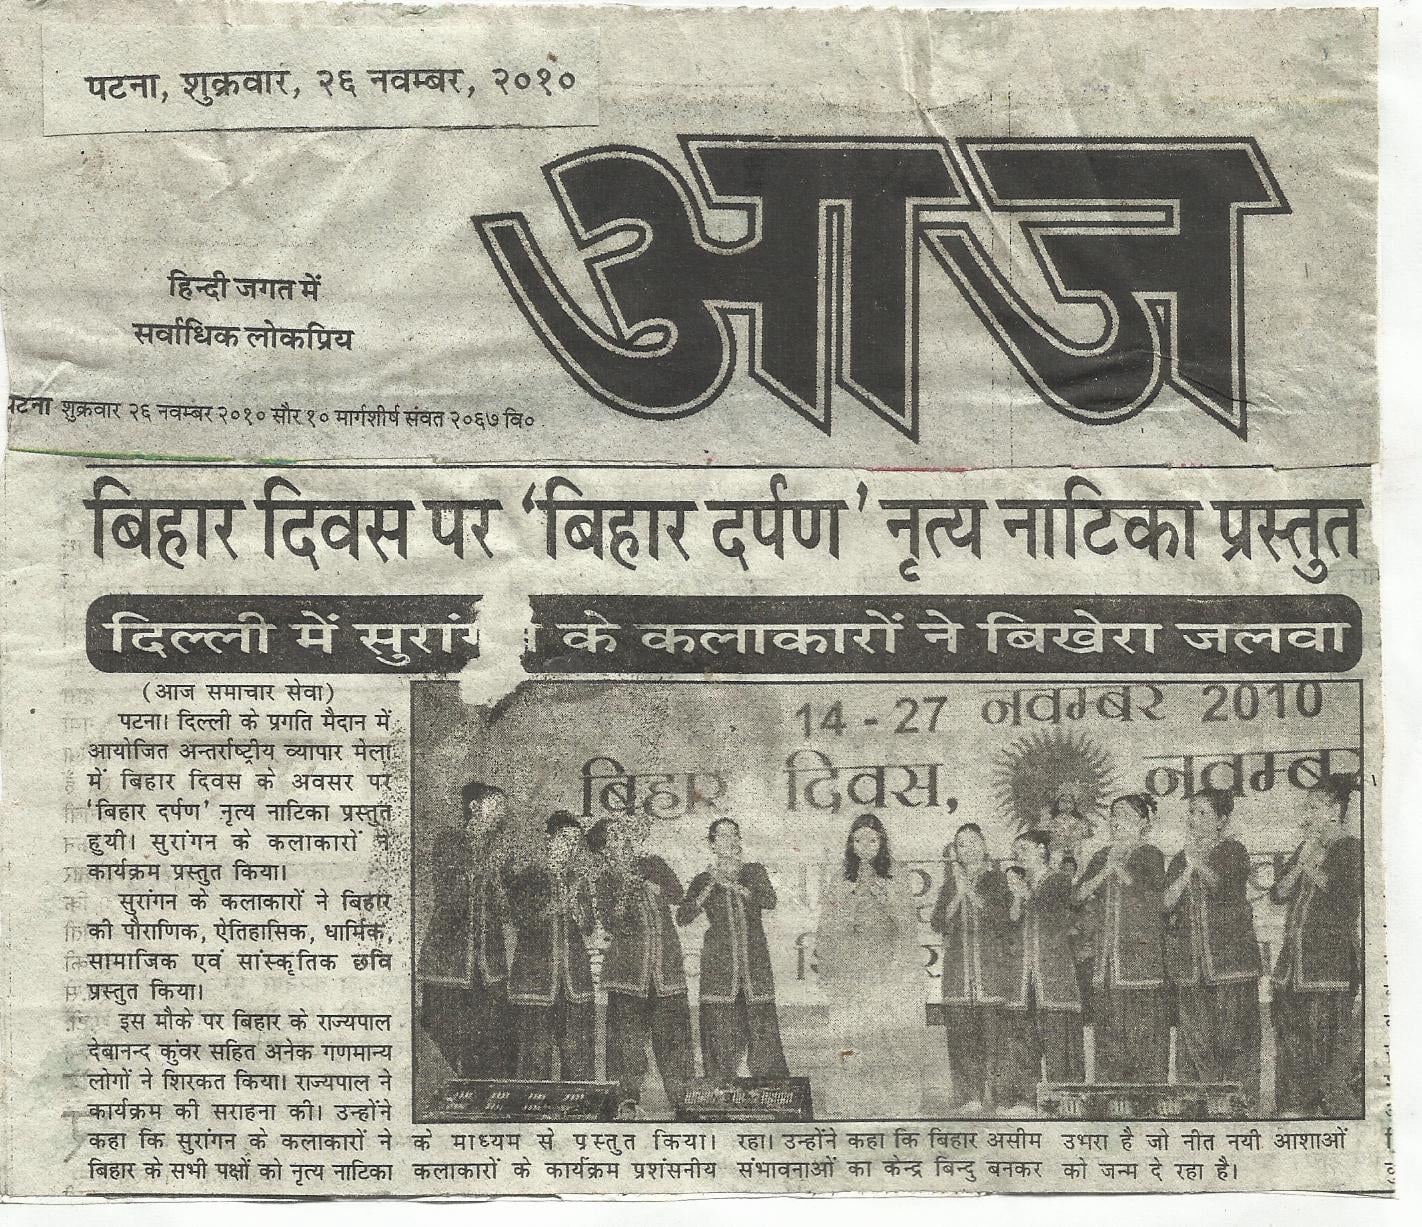 पटना, शुक्रवार, २६ नवम्बर, २०१०
आज
हिन्दी जगत में
सर्वाधिक लोकप्रिय
पटना शुक्रवार २६ नवम्बर २०१० सौर १० मार्गशीर्ष संवत २०६७ वि०
बिहार दिवस पर ‘बिहार दर्पण’ नृत्य नाटिका प्रस्तुत
दिल्ली में के कलाकारों ने बिखेरा जलवा
(आज समाचार सेवा)
पटना। दिल्ली के प्रगति मैदान में
आयोजित अन्तर्राष्ट्रीय व्यापार मेला
में बिहार दिवस के अवसर पर
‘बिहार दर्पण’ नृत्य नाटिका प्रस्तुत
हुयी। सुरांगन के कलाकारों ने
कार्यक्रम प्रस्तुत किया।
सुरांगन के कलाकारों ने बिहार
की पौराणिक, ऐतिहासिक, धार्मिक,
सामाजिक एवं सांस्कृतिक छवि
प्रस्तुत किया।
इस मौके पर बिहार के राज्यपाल
देबानन्द कुंवर सहित अनेक गणमान्य
लोगों ने शिरकत किया। राज्यपाल ने
कार्यक्रम की सराहना की। उन्होंने
कहा कि सुरांगन के कलाकारों ने
बिहार के सभी पक्षों को नृत्य नाटिका
14 - 27 नवम्बर 2010
बिहार दिवस, नवम्बर
को माध्यम से प्रस्तुत किया।
कलाकारों के कार्यक्रम प्रशंसनीय
रहा। उन्होंने कहा कि बिहार असीम
संभावनाओं का केन्द्र बिन्दु बनकर
उभरा है जो नीत नयी आशाओं
को जन्म दे रहा है।